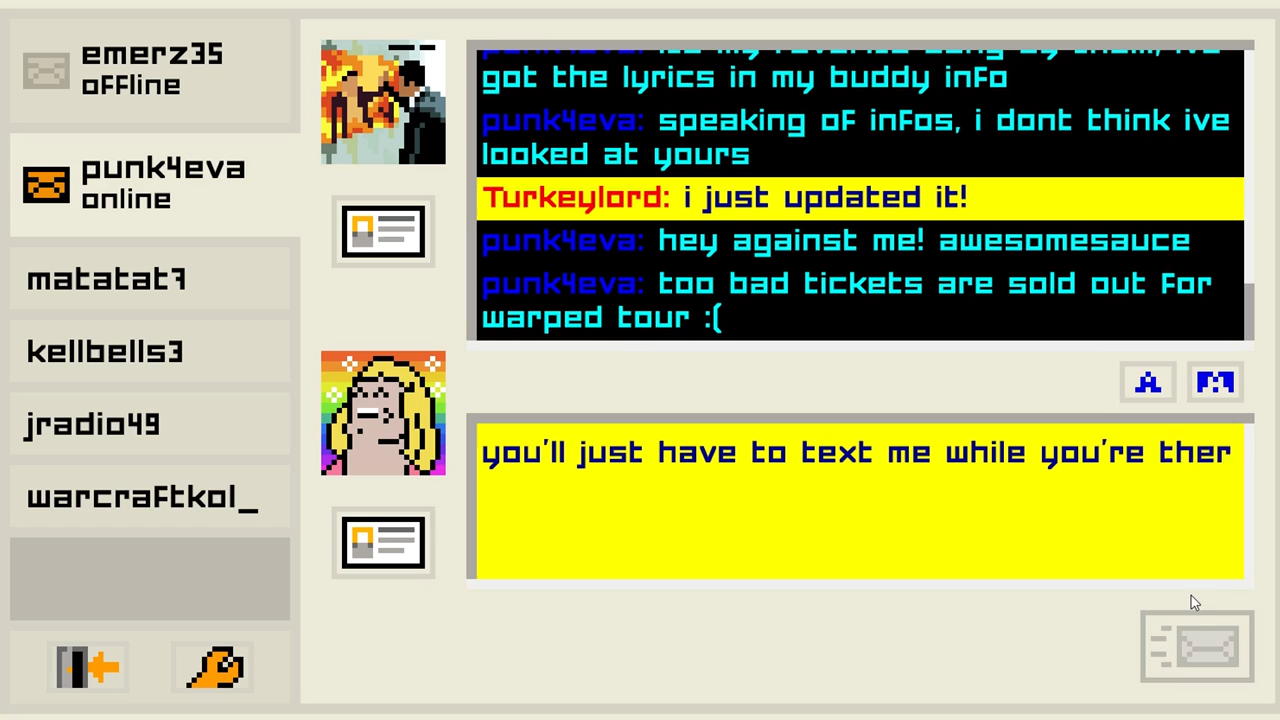 emerz35
offline
punk4eva
online
matatat7
kellbells3
jradio49
warcraftkol_
got the lyrics in my buddy info
punk4eva: speaking of infos, i dont think ive
looked at yours
Turkeylord: i just updated it!
punk4eva: hey against me! awesomesauce
punk4eva: too bad tickets are sold out for
warped tour :(
A
you'll just have to text me while you're ther